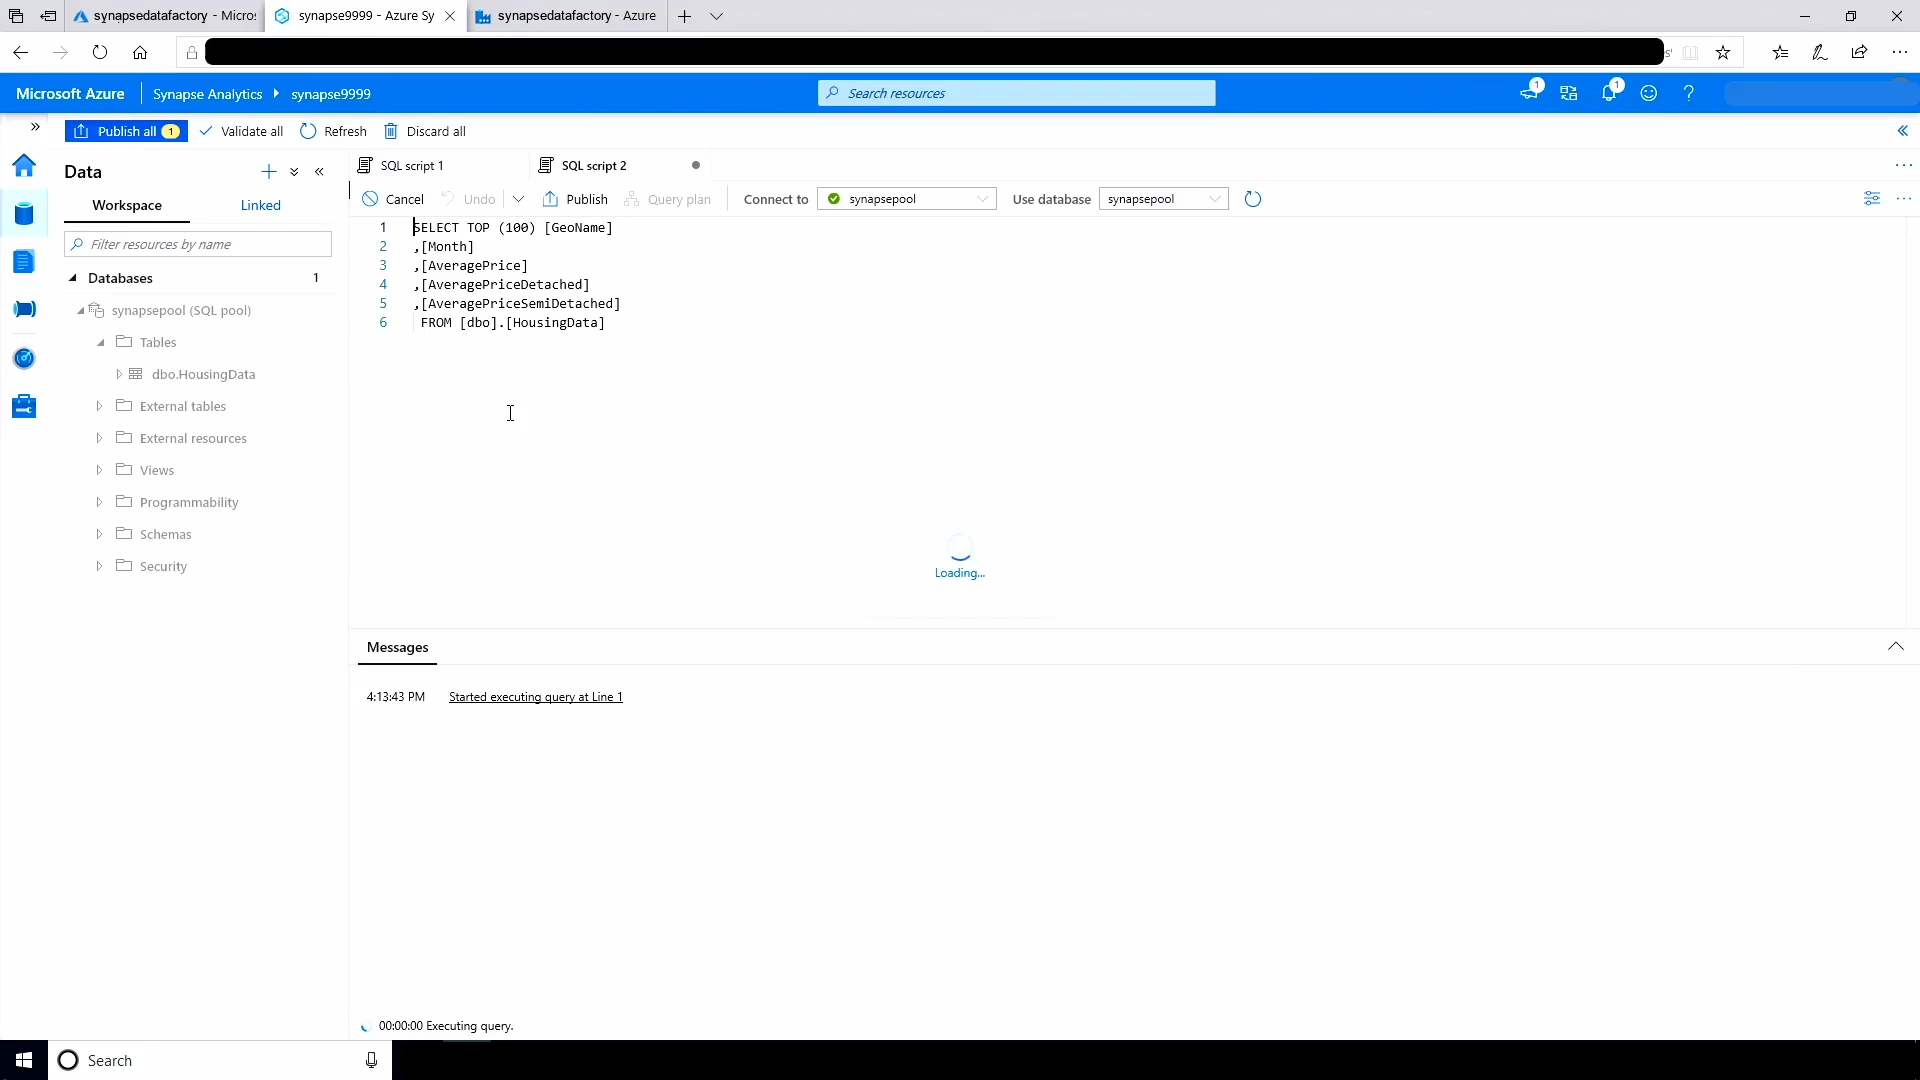 synapsedatafactory - Micros
synapse9999 - Azure Sy
synapsedatafactory - Azure
Microsoft Azure
Synapse Analytics
synapse9999
Search resources
1
1
Publish all 1
Validate all
Refresh
Discard all
Data
SQL script 1
SQL script 2
Workspace
Linked
Cancel
Undo
Publish
Query plan
Connect to
synapsepool
Use database
synapsepool
Filter resources by name
Databases
1
synapsepool (SQL pool)
Tables
dbo.HousingData
External tables
External resources
Views
Programmability
Schemas
Security
1 SELECT TOP (100) [GeoName]
2 ,[Month]
3 ,[AveragePrice]
4 ,[AveragePriceDetached]
5 ,[AveragePriceSemiDetached]
6 FROM [dbo].[HousingData]
Loading...
Messages
4:13:43 PM Started executing query at Line 1
00:00:00 Executing query.
Search